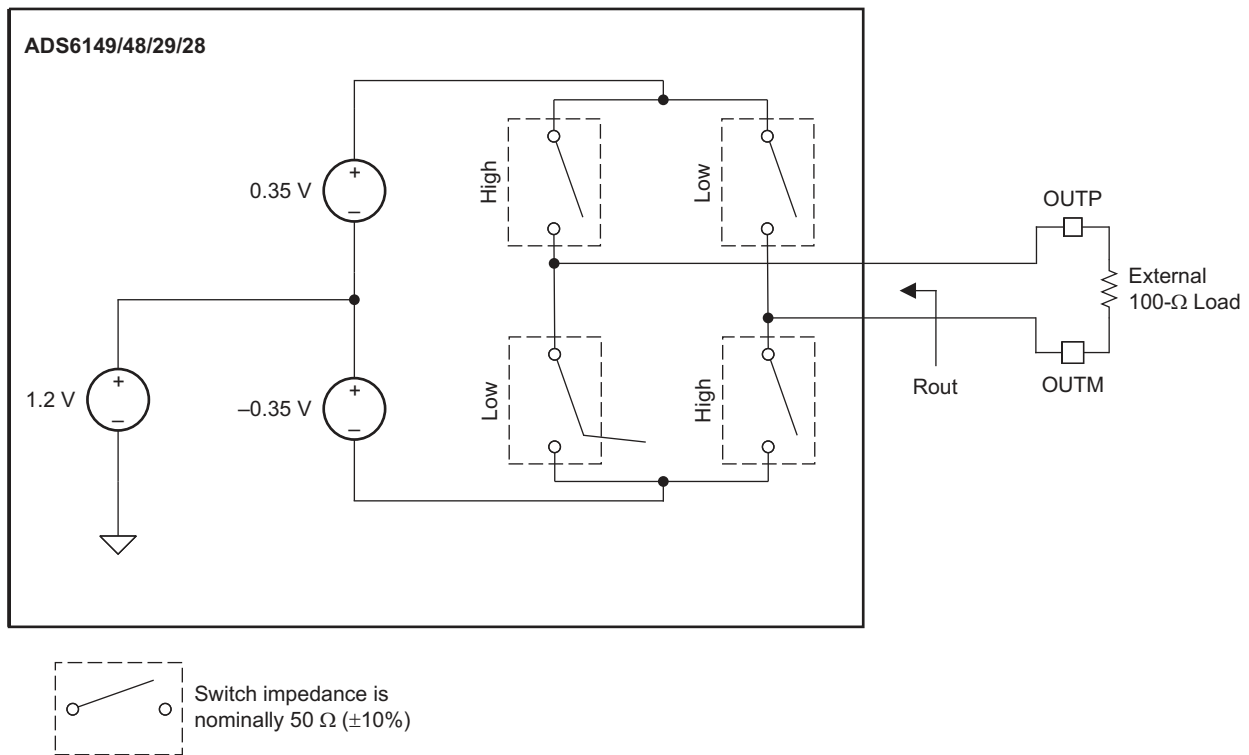 ADS6149/48/29/28
0.35 V
High
Low
OUTP
External
100-Ω Load
1.2 V
–0.35 V
Low
High
Rout
OUTM
Switch impedance is
nominally 50 Ω (±10%)